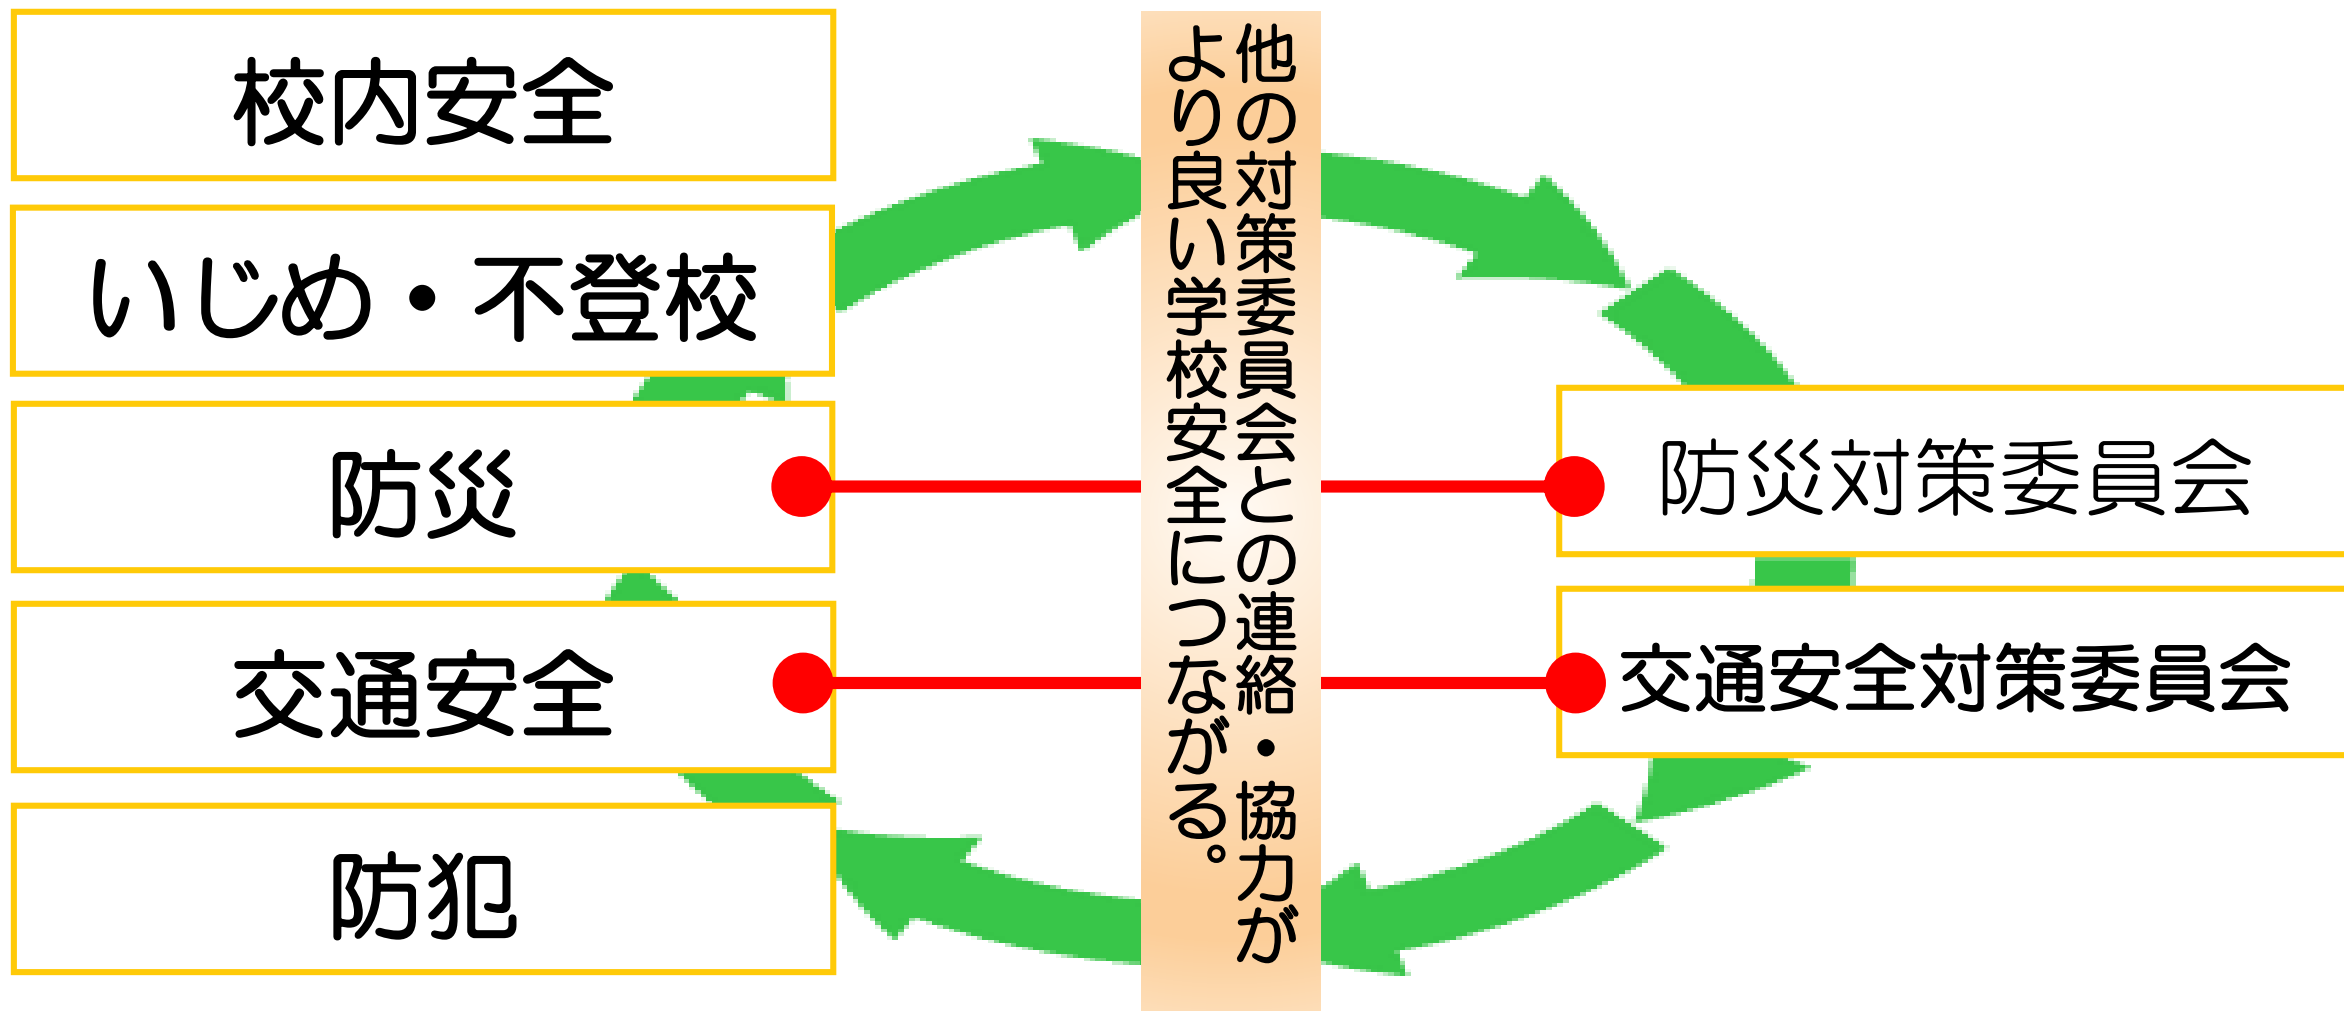 校内安全
いじめ・不登校
防災
交通安全
防犯
他の対策委員会との連絡・協力が
より良い学校安全につながる。
防災対策委員会
交通安全対策委員会